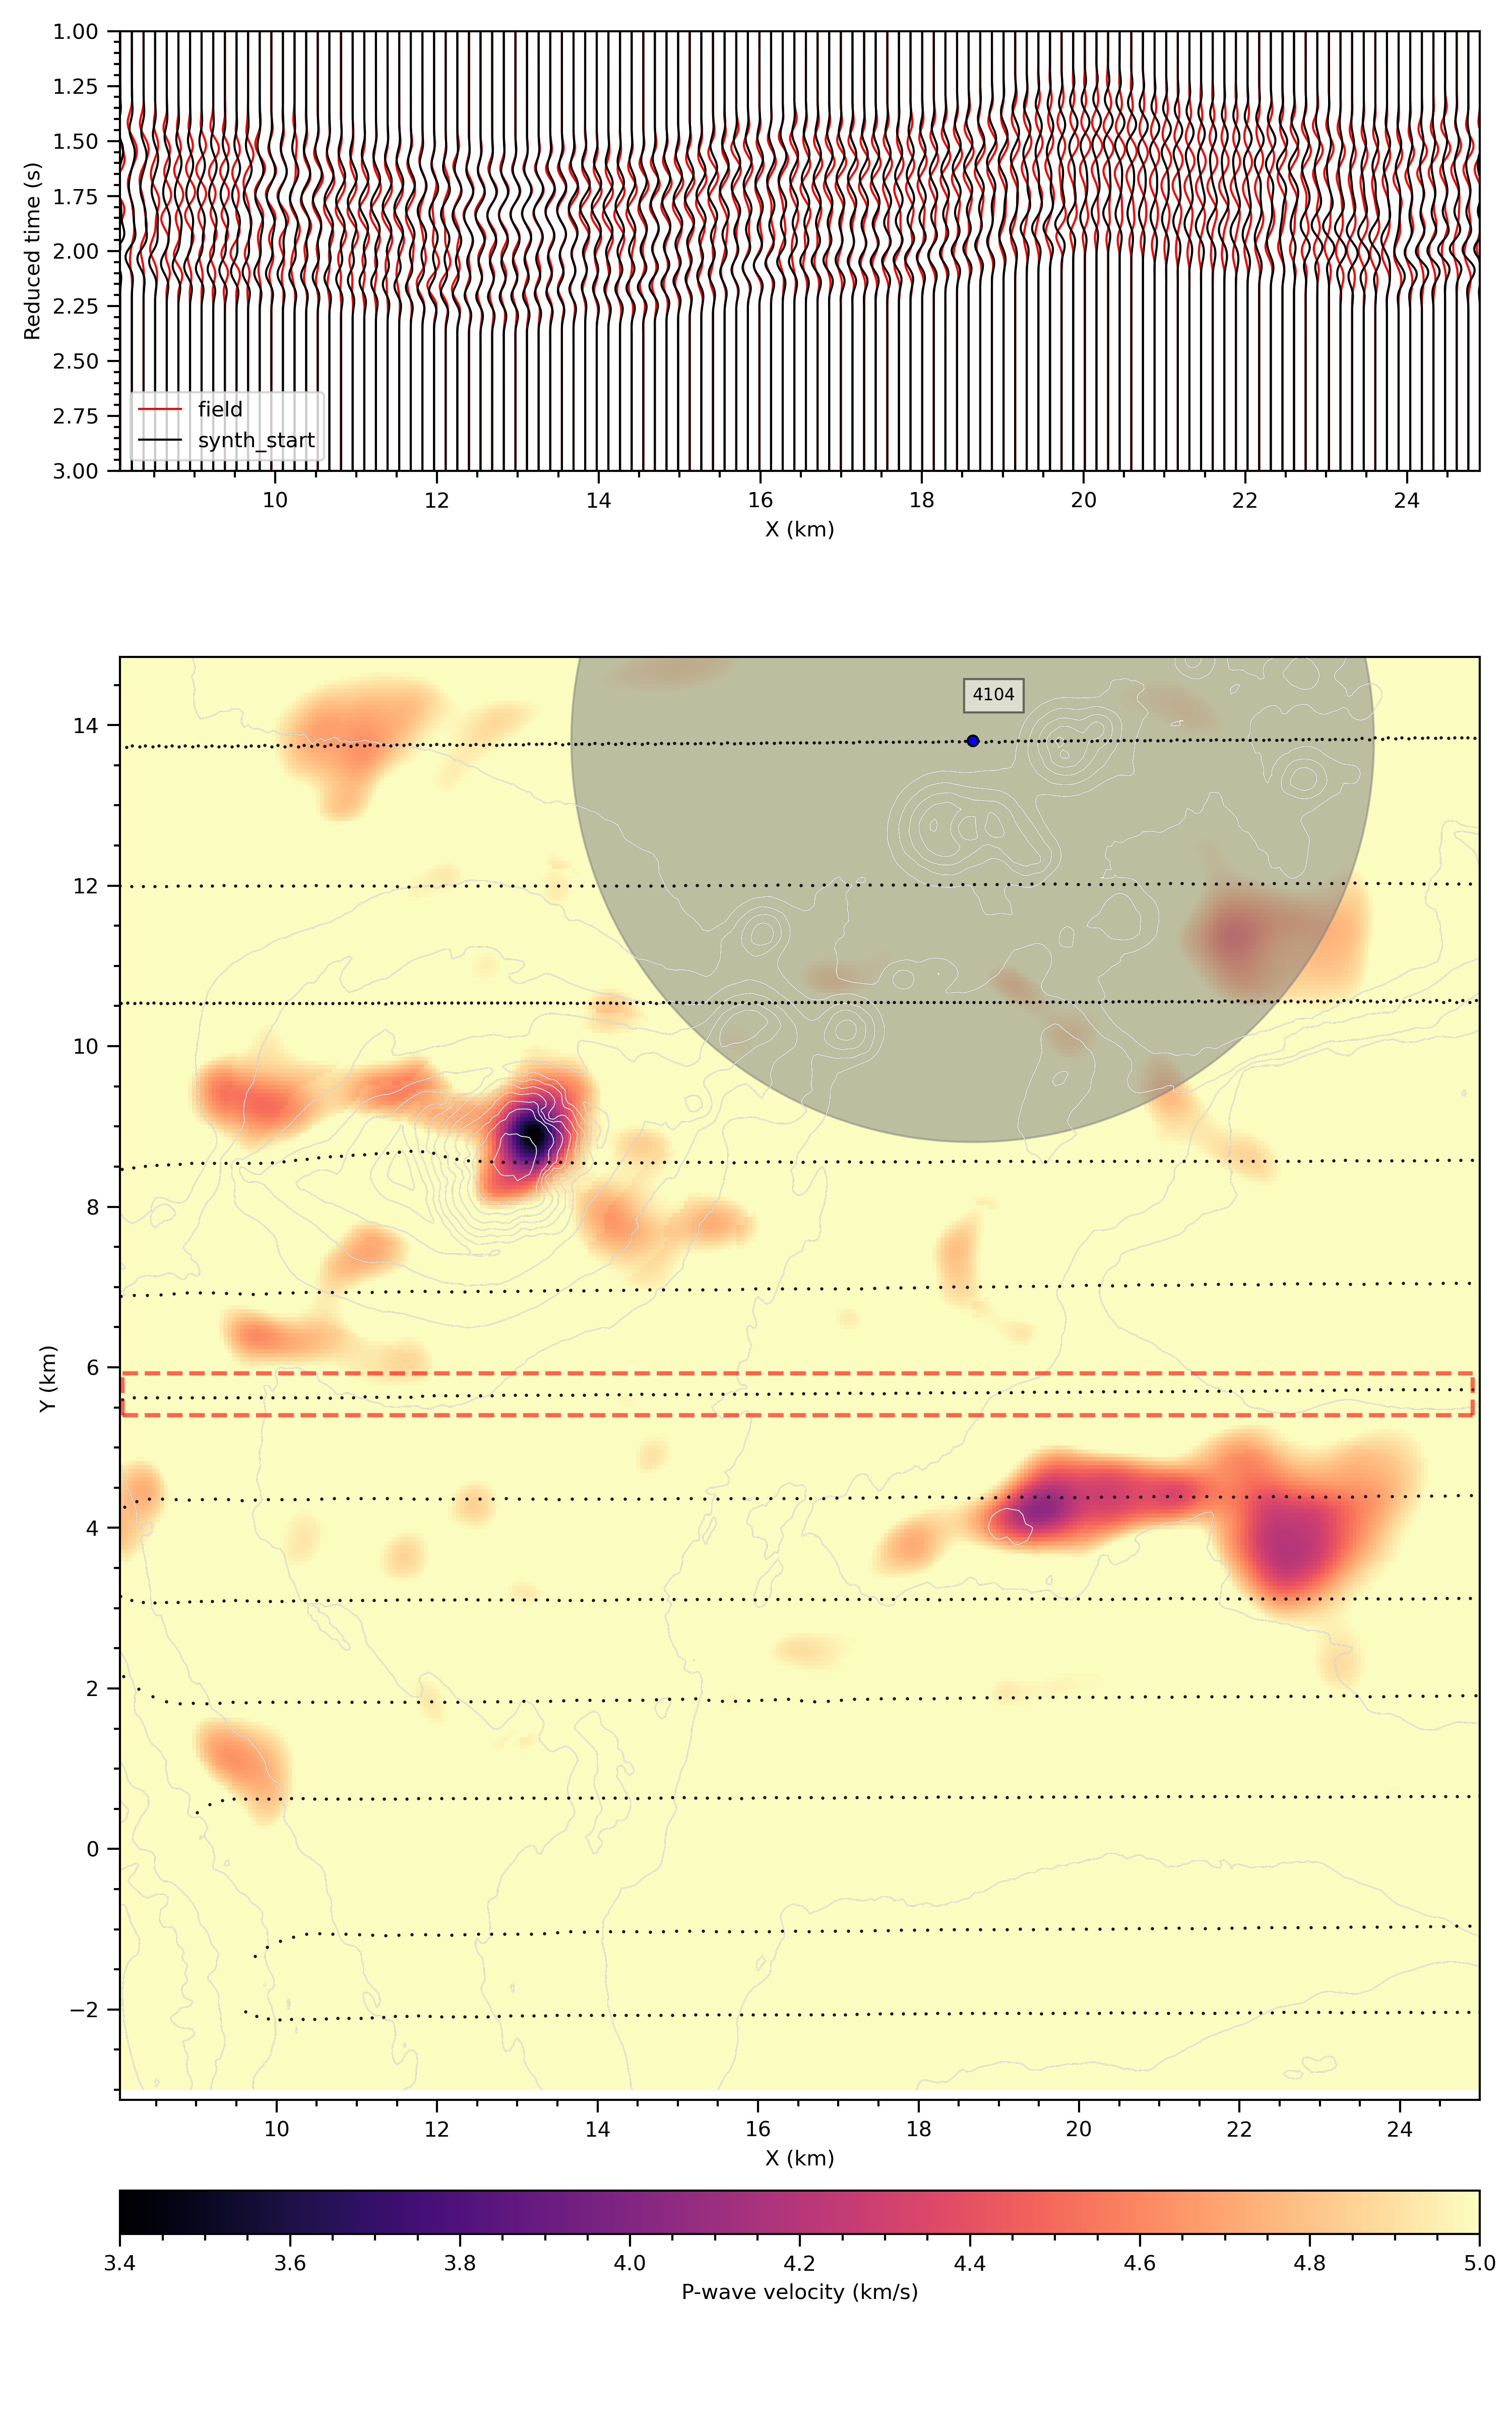 1.00
1.25
1.50
1.75
2.00
2.25
2.50
2.75
3.00
Reduced time (s)
field
synth_start
10 12 14 16 18 20 22 24
X (km)
4104
14
12
10
8
6
4
2
0
−2
Y (km)
10 12 14 16 18 20 22 24
X (km)
3.4 3.6 3.8 4.0 4.2 4.4 4.6 4.8 5.0
P-wave velocity (km/s)